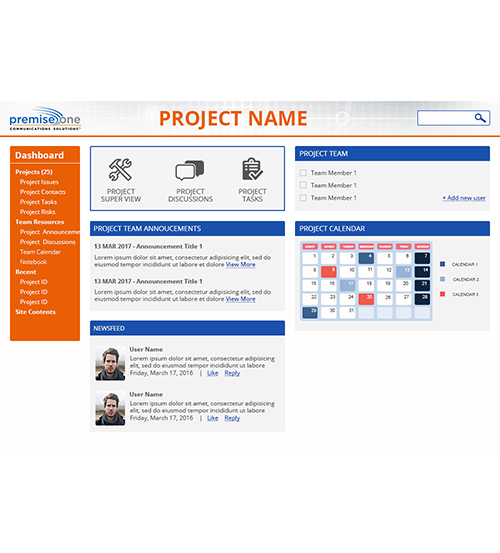 premise one
COMMUNICATIONS SOLUTIONS
PROJECT NAME
Dashboard
Projects (25)
Project Issues
Project Contacts
Project Tasks
Project Risks
Team Resources
Project Announceme
Project Discussions
Team Calendar
Notebook
Recent
Project ID
Project ID
Project ID
Site Contents
PROJECT
SUPER VIEW
PROJECT
DISCUSSIONS
PROJECT
TASKS
PROJECT TEAM ANNOUCEMENTS
13 MAR 2017 - Announcement Title 1
Lorem ipsum dolor sit amet, consectetur adipisicing
elit, sed do eiusmod tempor incididunt ut labore
et dolore View More
13 MAR 2017 - Announcement Title 1
Lorem ipsum dolor sit amet, consectetur adipisicing
elit, sed do eiusmod et dolore View More
NEWSFEED
User Name
Lorem ipsum dolor sit amet, consectetur adipisicing
elit, sed do eiusmod incididunt ut labore
Friday, March 17, 2016 | Like Reply
User Name
Lorem ipsum dolor sit amet, consectetur adipisicing
elit, sed do eiusmod incididunt ut labore
Friday, March 17, 2016 | Like Reply
PROJECT TEAM
Team Member 1
Team Member 1
Team Member 1
+ Add new user
PROJECT CALENDAR
1 2 3 4 5 6 7
8 9 10 11 12 13 14
15 16 17 18 19 20 21
22 23 24 25 26 27 28
29 30 31
CALENDAR 1
CALENDAR 2
CALENDAR 3